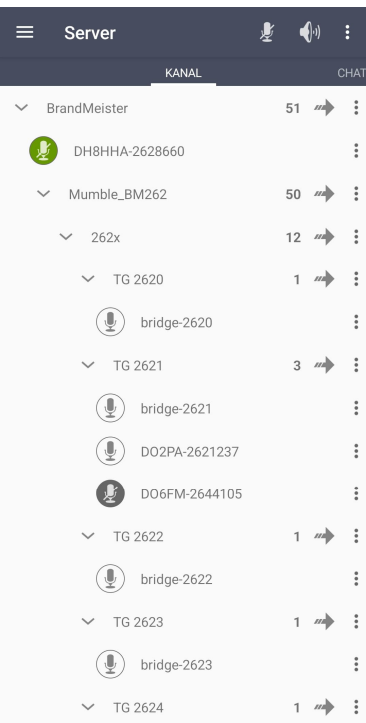 Server
KANAL CHAT
BrandMeister 51
DH8HHA-2628660
Mumble_BM262 50
262x 12
TG 2620 1
bridge-2620
TG 2621 3
bridge-2621
DO2PA-2621237
DO6FM-2644105
TG 2622 1
bridge-2622
TG 2623 1
bridge-2623
TG 2624 1